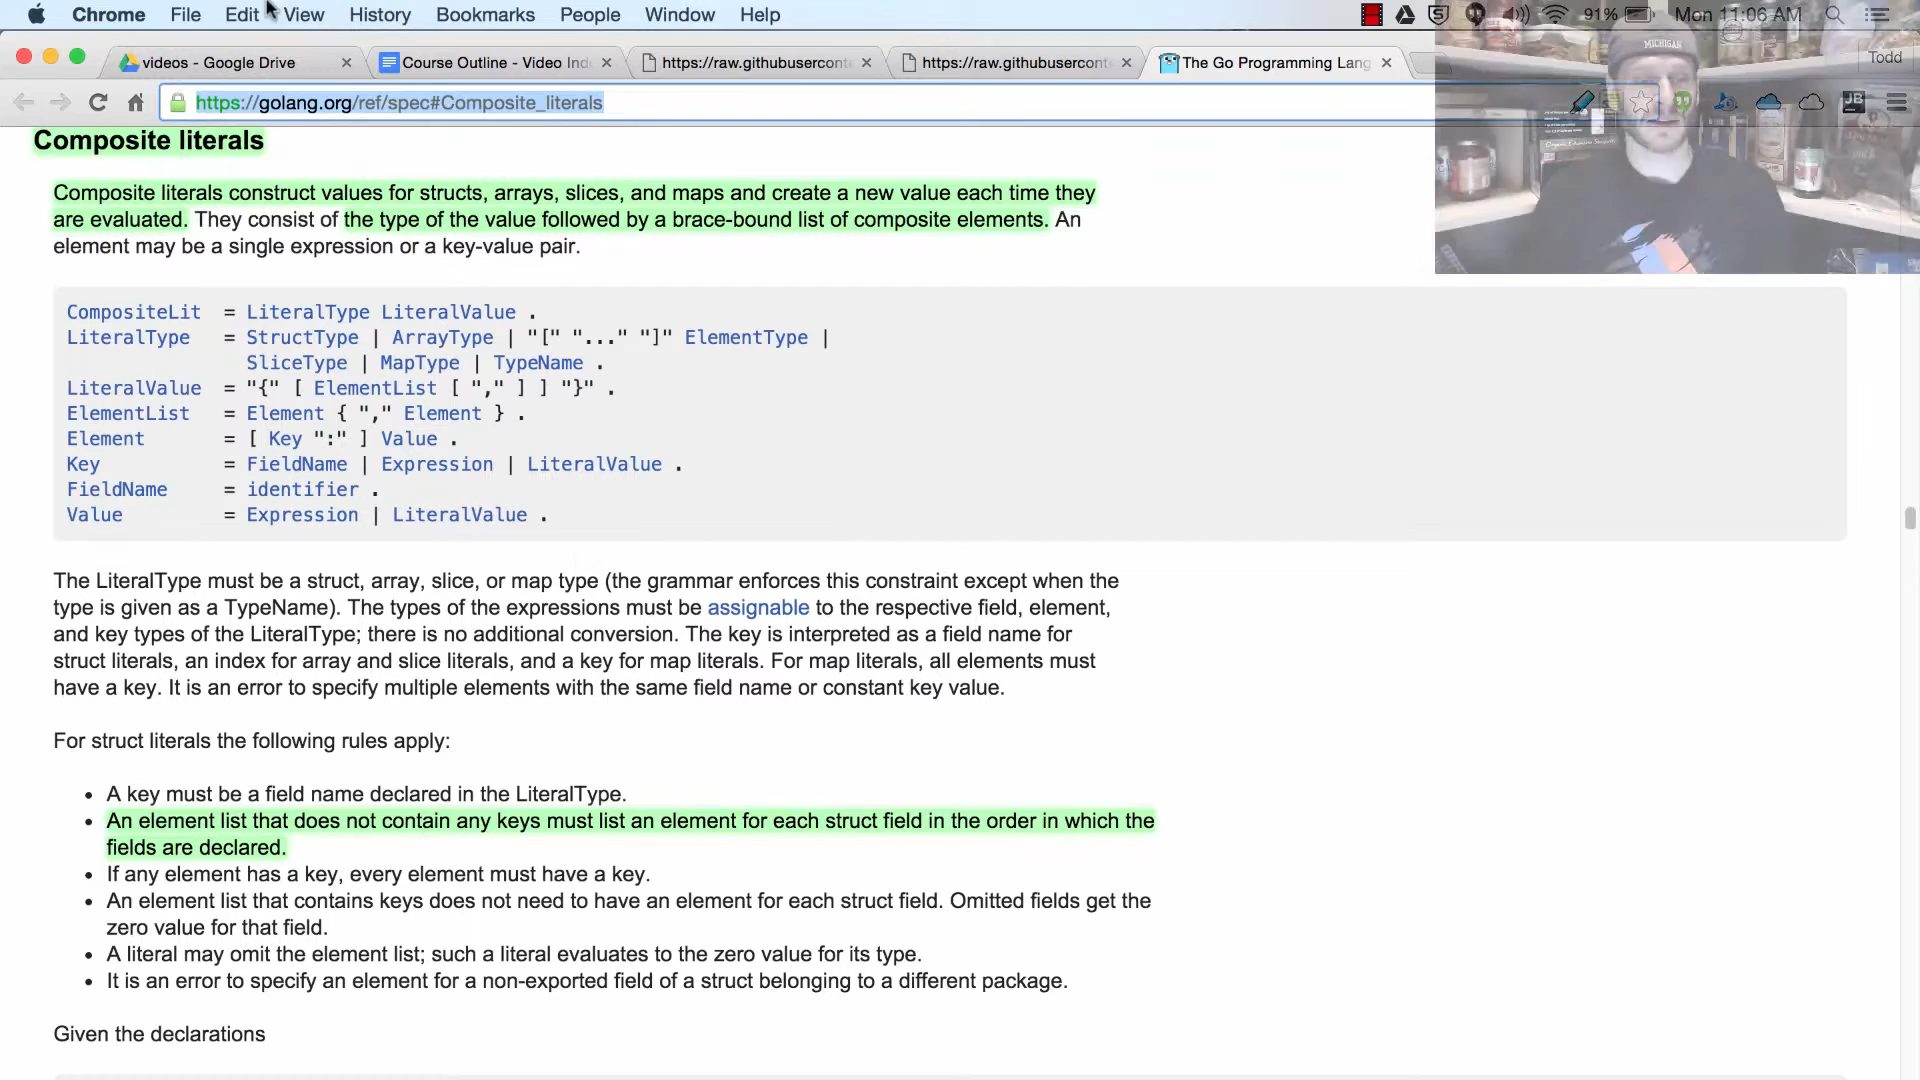 Chrome File Edit View History Bookmarks People Window Help 91% Mon 11:06 AM
videos - Google Drive Course Outline - Video Ind https://raw.githubusercont https://raw.githubusercont The Go Programming Lang Todd
https://golang.org/ref/spec#Composite_literals JB
MICHIGAN
Composite literals
Composite literals construct values for structs, arrays, slices, and maps and create a new value each time they
are evaluated. They consist of the type of the value followed by a brace-bound list of composite elements. An
element may be a single expression or a key-value pair.
CompositeLit = LiteralType LiteralValue .
LiteralType = StructType | ArrayType | "[" "..." "]" ElementType |
SliceType | MapType | TypeName .
LiteralValue = "{" [ ElementList [ "," ] ] "}" .
ElementList = Element { "," Element } .
Element = [ Key ":" ] Value .
Key = FieldName | Expression | LiteralValue .
FieldName = identifier .
Value = Expression | LiteralValue .
The LiteralType must be a struct, array, slice, or map type (the grammar enforces this constraint except when the
type is given as a TypeName). The types of the expressions must be assignable to the respective field, element,
and key types of the LiteralType; there is no additional conversion. The key is interpreted as a field name for
struct literals, an index for array and slice literals, and a key for map literals. For map literals, all elements must
have a key. It is an error to specify multiple elements with the same field name or constant key value.
For struct literals the following rules apply:
• A key must be a field name declared in the LiteralType.
• An element list that does not contain any keys must list an element for each struct field in the order in which the
fields are declared.
• If any element has a key, every element must have a key.
• An element list that contains keys does not need to have an element for each struct field. Omitted fields get the
zero value for that field.
• A literal may omit the element list; such a literal evaluates to the zero value for its type.
• It is an error to specify an element for a non-exported field of a struct belonging to a different package.
Given the declarations